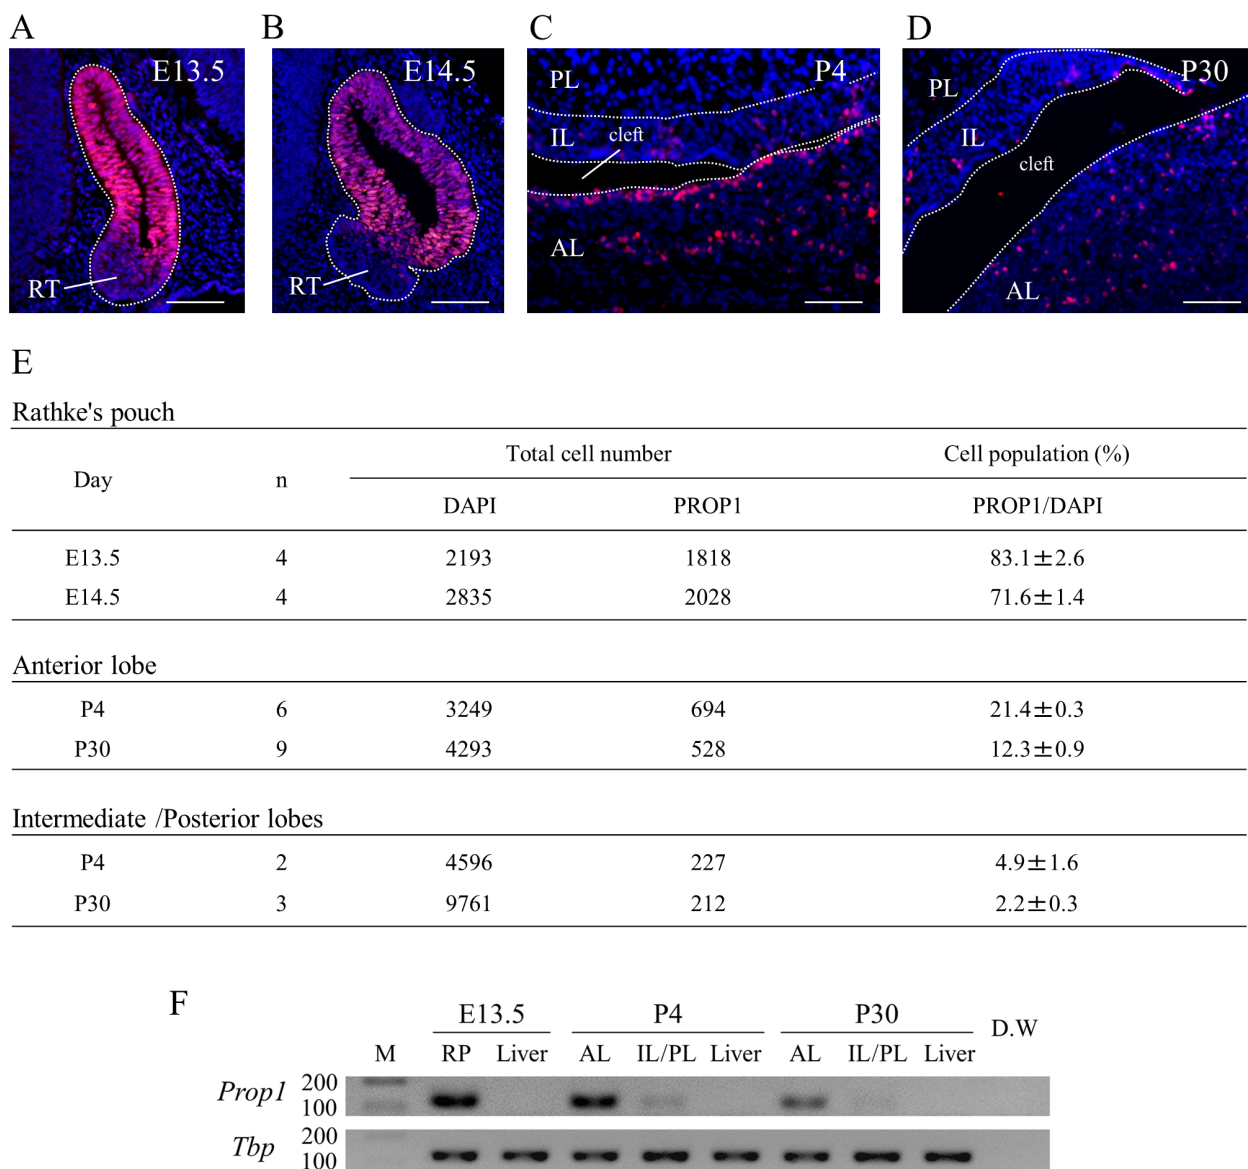 A
B
C
D
E13.5
E14.5
PL
P4
P30
PL
IL
cleft
IL
cleft
AL
AL
RT
RT
E
Rathke's pouch
Day n Total cell number Cell population (%)
DAPI PROP1 PROP1/DAPI
E13.5 4 2193 1818 83.1±2.6
E14.5 4 2835 2028 71.6±1.4
Anterior lobe
P4 6 3249 694 21.4±0.3
P30 9 4293 528 12.3±0.9
Intermediate /Posterior lobes
P4 2 4596 227 4.9±1.6
P30 3 9761 212 2.2±0.3
F
E13.5 P4 P30 D.W
M RP Liver AL IL/PL Liver AL IL/PL Liver
Prop1 200
100
Tbp 200
100